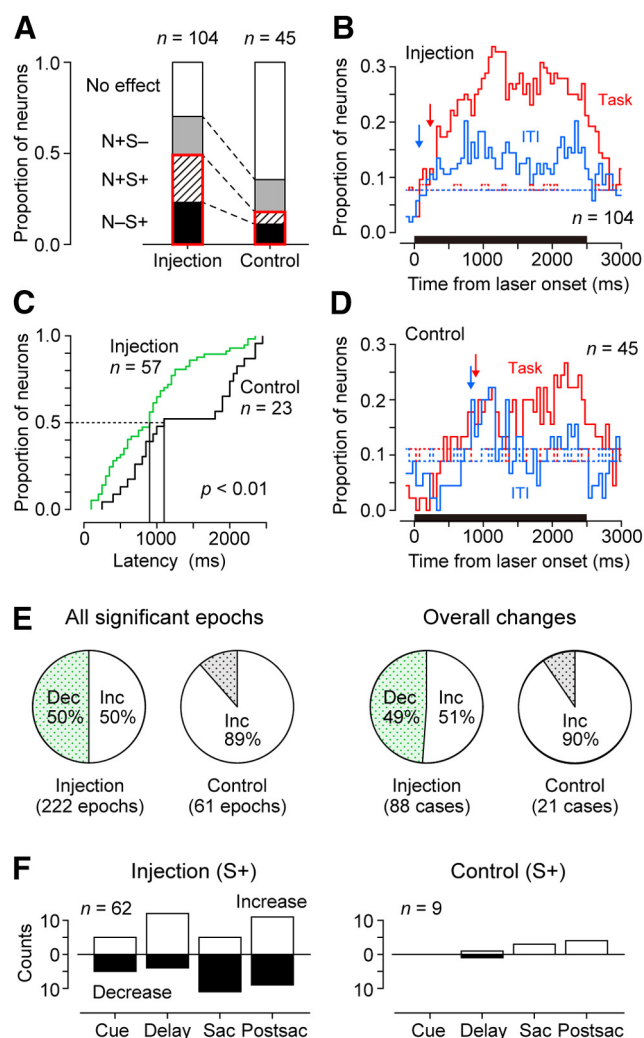 A
n = 104
n = 45
Proportion of neurons
1.0
0.5
0.0
No effect
N+S–
N+S+
N–S+
Injection
Control
B
Injection
Proportion of neurons
0.3
0.2
0.1
0.0
Task
ITI
n = 104
0
1000
2000
3000
Time from laser onset (ms)
C
Proportion of neurons
1.0
0.5
0.0
Injection
n = 57
Control
n = 23
p < 0.01
0
1000
2000
Latency (ms)
D
Control
n = 45
Proportion of neurons
0.3
0.2
0.1
0.0
Task
ITI
0
1000
2000
3000
Time from laser onset (ms)
E
All significant epochs
Overall changes
Dec
50%
Inc
50%
Inc
89%
Dec
49%
Inc
51%
Inc
90%
Injection
(222 epochs)
Control
(61 epochs)
Injection
(88 cases)
Control
(21 cases)
F
Injection (S+)
Control (S+)
Counts
10
0
10
n = 62
Increase
Decrease
Cue
Delay
Sac
Postsac
10
0
10
n = 9
Cue
Delay
Sac
Postsac